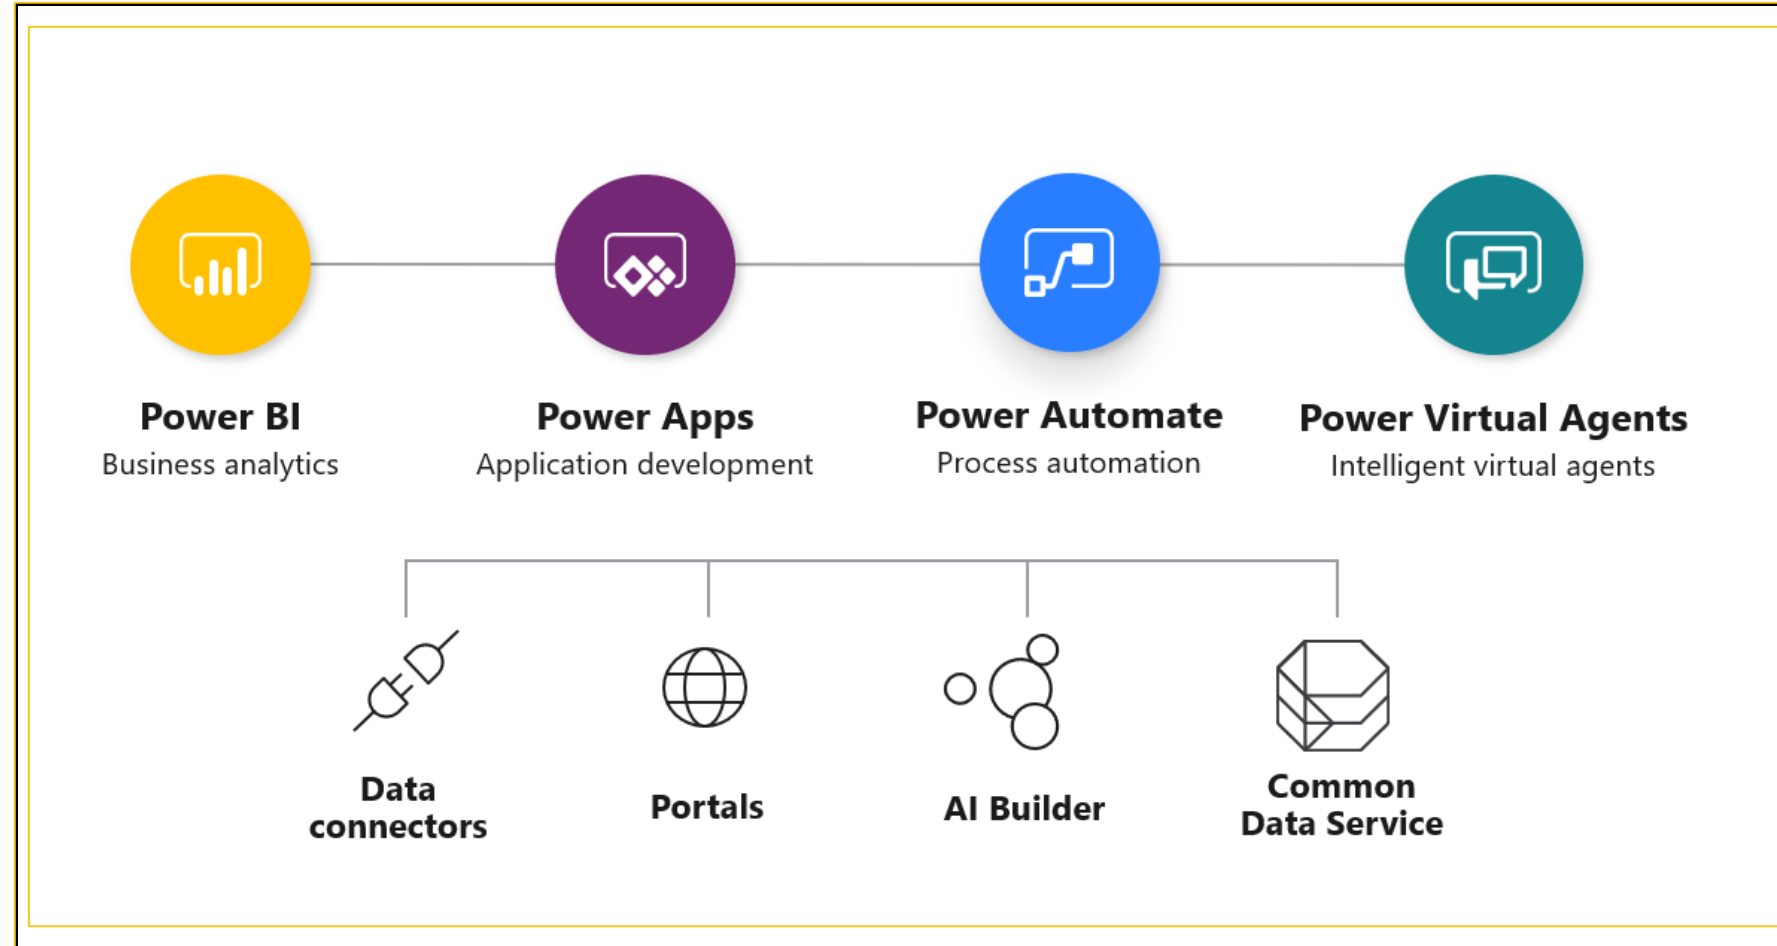 Power BI
Business analytics
Power Apps
Application development
Power Automate
Process automation
Power Virtual Agents
Intelligent virtual agents
Data
connectors
Portals
AI Builder
Common
Data Service